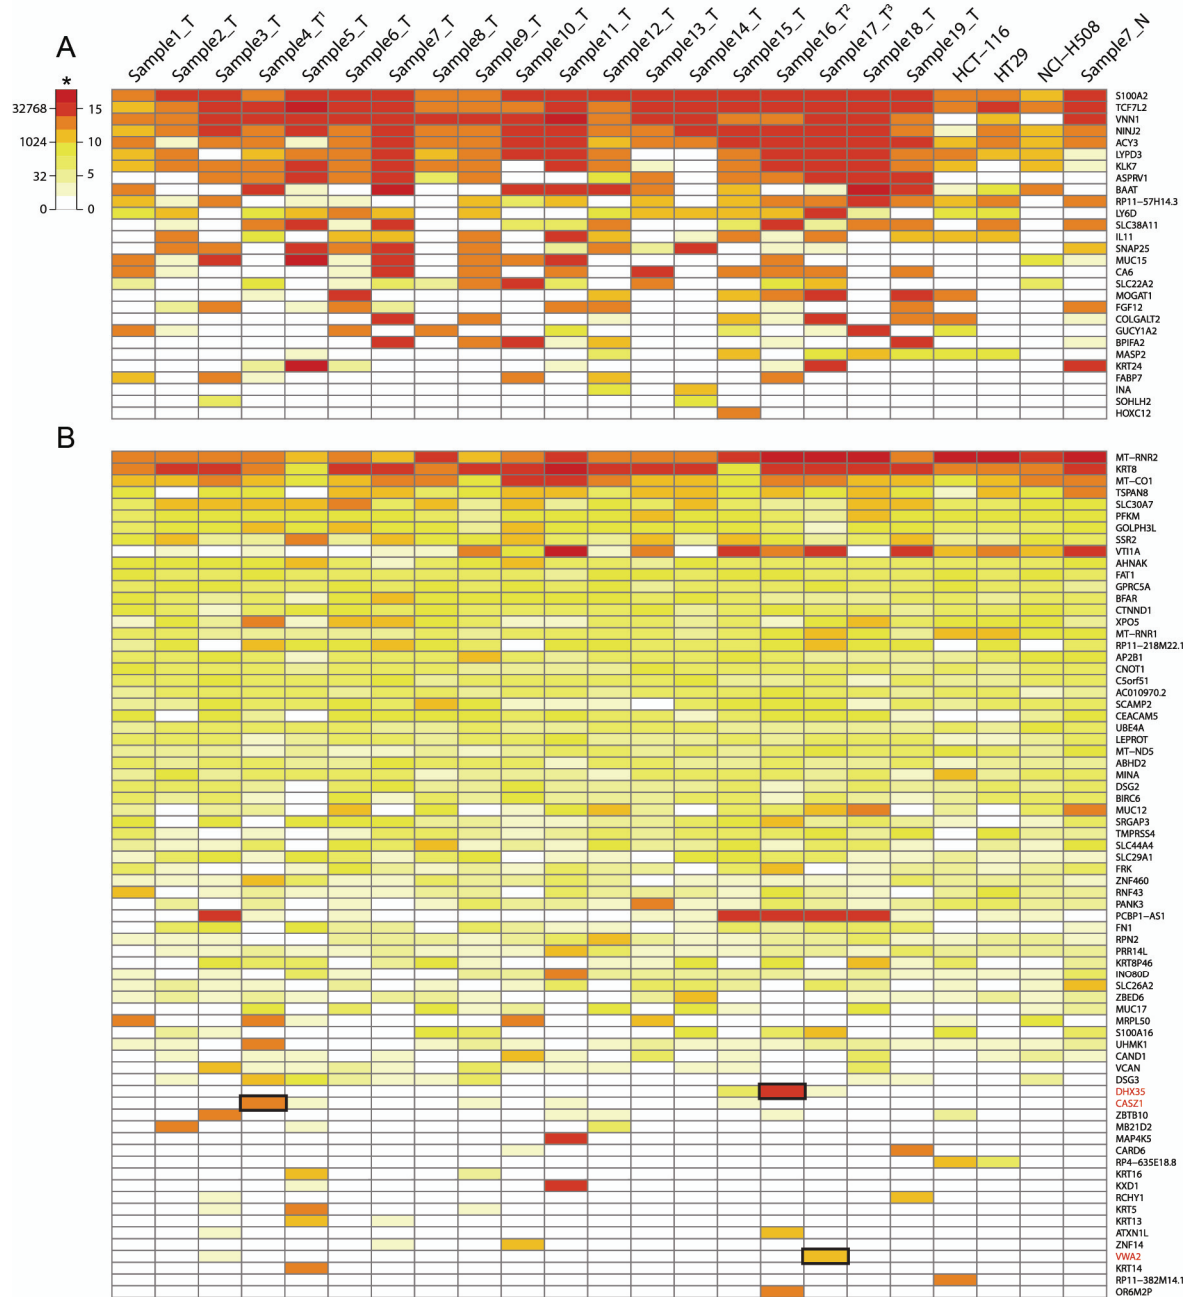 A
*
32768
1024
32
0
15
10
5
0
Sample1_T
Sample2_T
Sample3_T
Sample4_T¹
Sample5_T
Sample6_T
Sample7_T
Sample8_T
Sample9_T
Sample10_T
Sample11_T
Sample12_T
Sample13_T
Sample14_T
Sample15_T
Sample16_T²
Sample17_T³
Sample18_T
Sample19_T
HCT-116
HT29
NCI-H508
Sample7_N
S100A2
TCF7L2
VNN1
NINJ2
ACY3
LYPD3
KLK7
ASPRV1
BAAT
RP11-57H14.3
LY6D
SLC38A11
IL11
SNAP25
MUC15
CA6
SLC22A2
MOGAT1
FGF12
COLGALT2
GUCY1A2
BPIFA2
MASP2
KRT24
FABP7
INA
SOHLH2
HOXC12
B
MT-RNR2
KRT8
MT-CO1
TSPAN8
SLC30A7
PFKM
GOLPH3L
SSR2
VTI1A
AHNAK
FAT1
GPRC5A
BFAR
CTNND1
XPO5
MT-RNR1
RP11-218M22.1
AP2B1
CNOT1
C5orf51
AC010970.2
SCAMP2
CEACAM5
UBE4A
LEPROT
MT-ND5
ABHD2
MINA
DSG2
BIRC6
MUC12
SRGAP3
TMPRSS4
SLC44A4
SLC29A1
FRK
ZNF460
RNF43
PANK3
PCBP1-AS1
FN1
RPN2
PRR14L
KRT8P46
INO80D
SLC26A2
ZBED6
MUC17
MRPL50
S100A16
UHMK1
CAND1
VCAN
DSG3
DHX35
CASZ1
ZBTB10
MB21D2
MAP4K5
CARD6
RP4-635E18.8
KRT16
KXD1
RCHY1
KRT5
KRT13
ATXN1L
ZNF14
VWA2
KRT14
RP11-382M14.1
OR6M2P